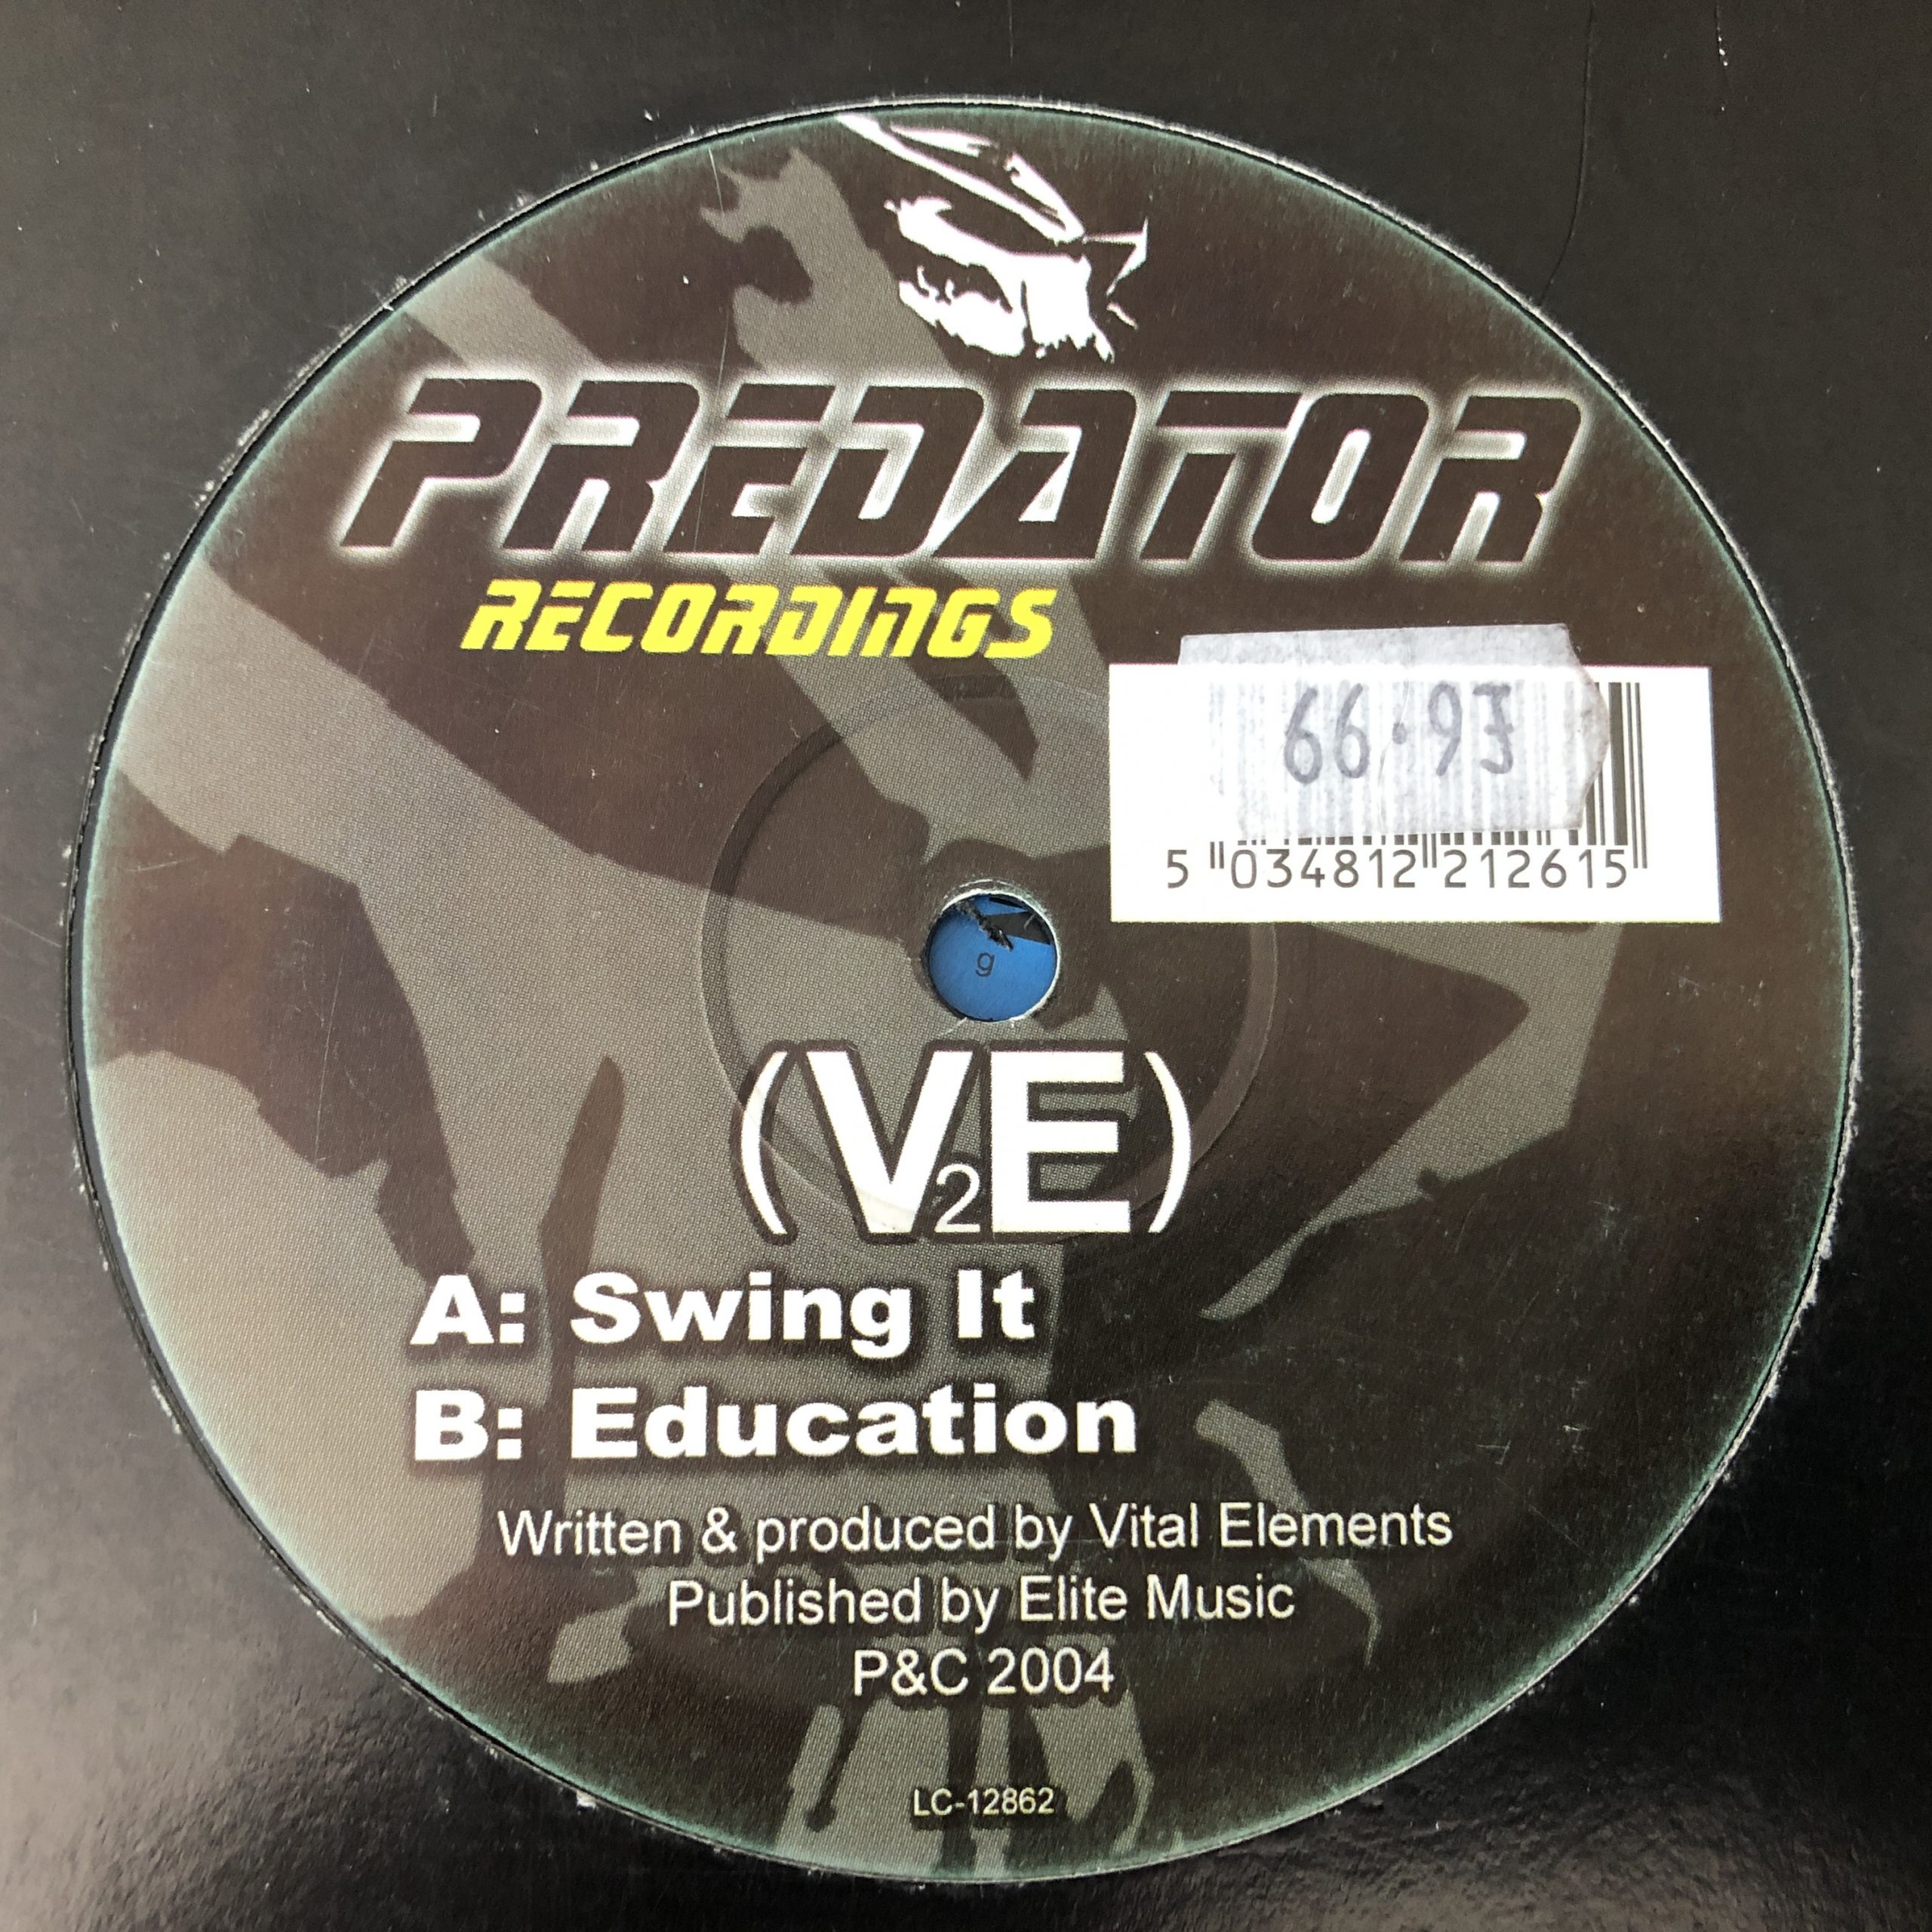 PREDATOR
RECORDINGS
66.93
5 034812 212615
g
(V2E)
A: Swing It
B: Education
Written & produced by Vital Elements
Published by Elite Music
P&C 2004
LC-12862